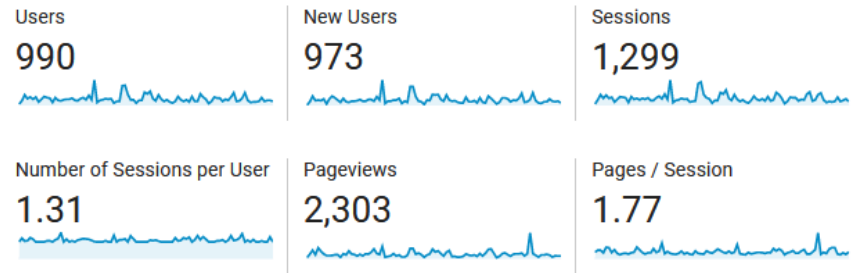 Users
990
New Users
973
Sessions
1,299
Number of Sessions per User
1.31
Pageviews
2,303
Pages / Session
1.77